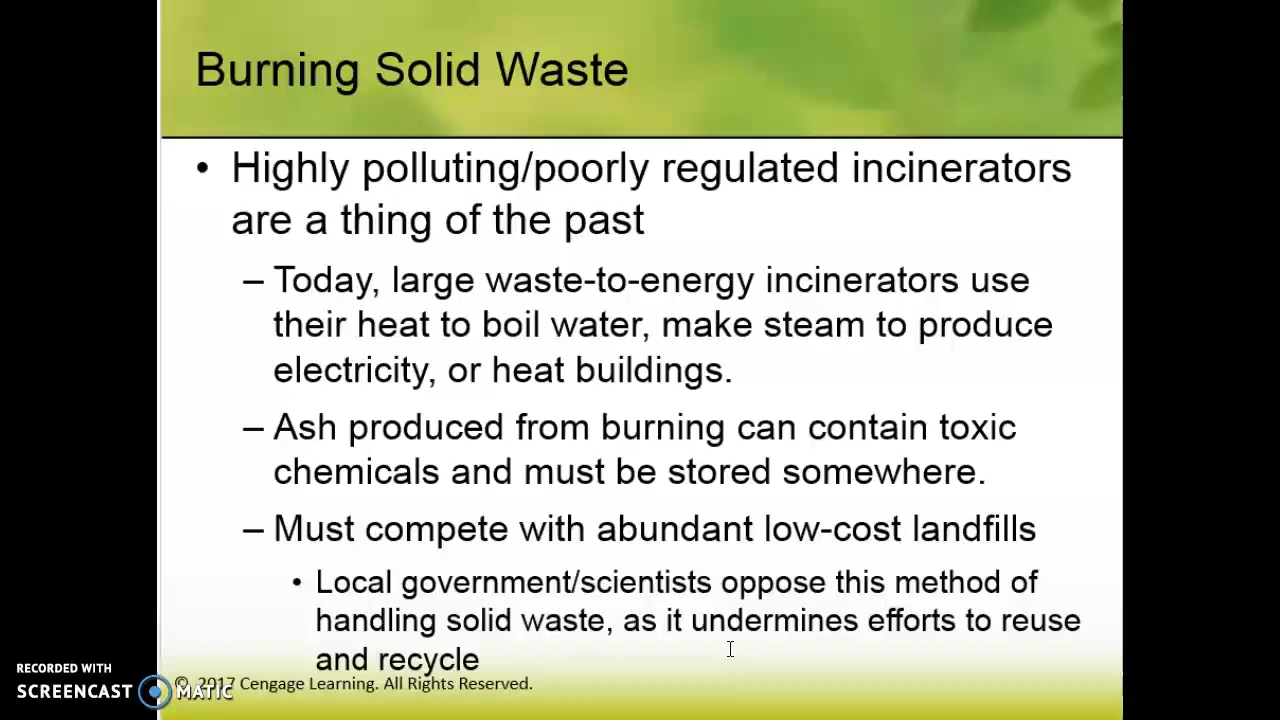 Burning Solid Waste
• Highly polluting/poorly regulated incinerators
are a thing of the past
– Today, large waste-to-energy incinerators use
their heat to boil water, make steam to produce
electricity, or heat buildings.
– Ash produced from burning can contain toxic
chemicals and must be stored somewhere.
– Must compete with abundant low-cost landfills
• Local government/scientists oppose this method of
handling solid waste, as it undermines efforts to reuse
and recycle
© 2017 Cengage Learning. All Rights Reserved.
RECORDED WITH
SCREENCAST MATIC